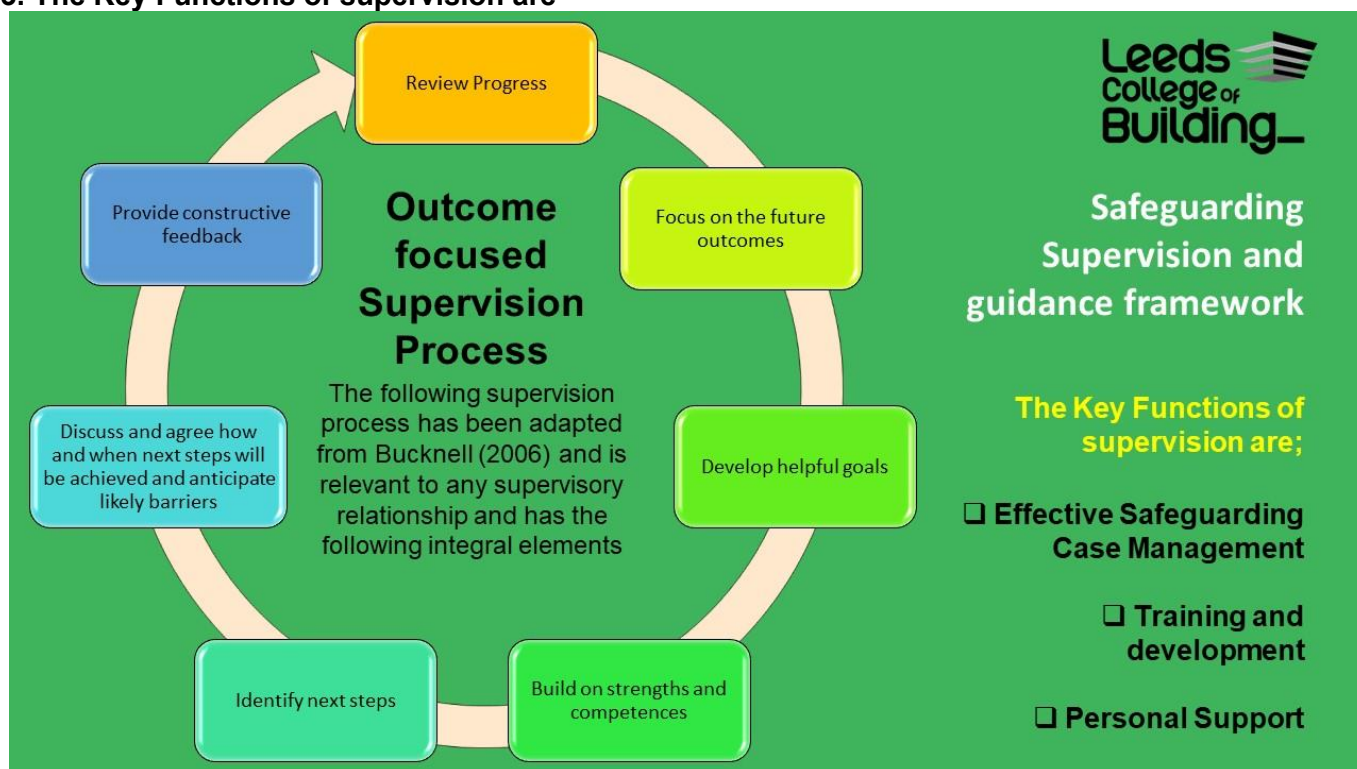 The Key Functions of supervision are
Review Progress
Focus on the future
outcomes
Develop helpful goals
Build on strengths and
competences
Identify next steps
Discuss and agree how
and when next steps will
be achieved and anticipate
likely barriers
Provide constructive
feedback
Outcome
focused
Supervision
Process
The following supervision
process has been adapted
from Bucknell (2006) and is
relevant to any supervisory
relationship and has the
following integral elements
Leeds
College OF
Building_
Safeguarding
Supervision and
guidance framework
The Key Functions of
supervision are;
❑ Effective Safeguarding
Case Management
❑ Training and
development
❑ Personal Support